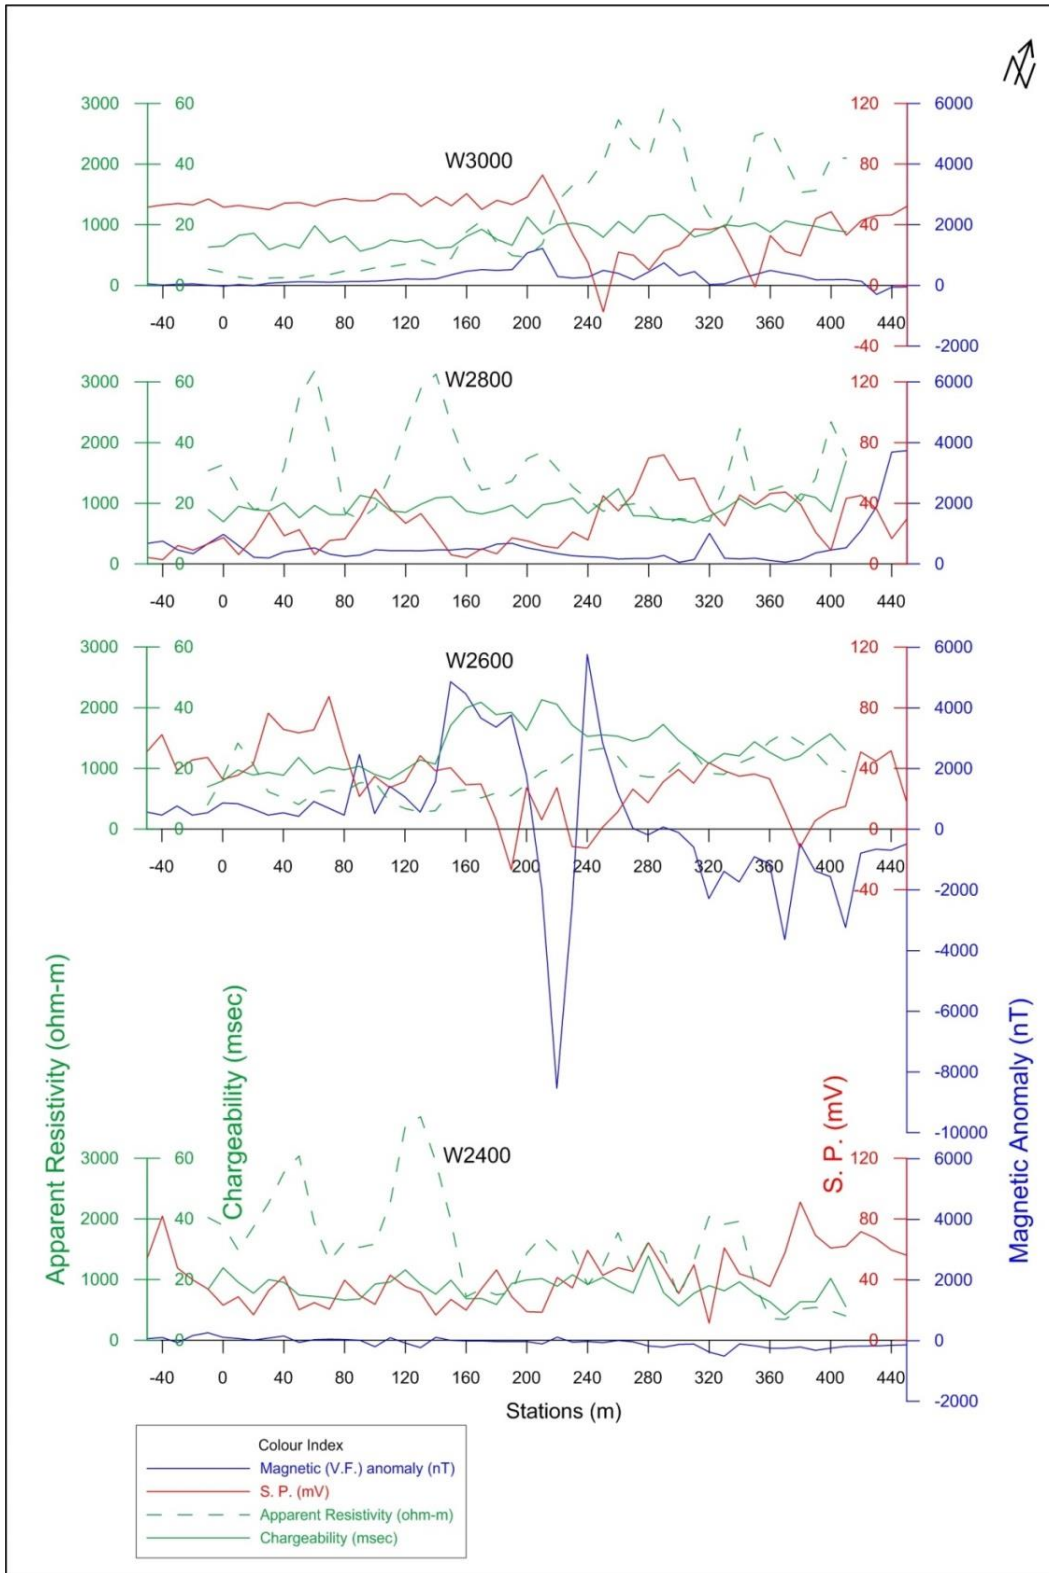 N
3000 60 120 6000
W3000
2000 40 80 4000
1000 20 40 2000
0 0 0 0
-40 0 40 80 120 160 200 240 280 320 360 400 440
-40 -2000
W2800
3000 60 120 6000
2000 40 80 4000
1000 20 40 2000
0 0 0 0
-40 0 40 80 120 160 200 240 280 320 360 400 440
3000 60 120 6000
W2600
2000 40 80 4000
1000 20 40 2000
0 0 0 0
-40 0 40 80 120 160 200 240 280 320 360 400 440
-40 -2000
-4000
-6000
-8000
-10000
Apparent Resistivity (ohm-m)
Chargeability (msec)
S. P. (mV)
Magnetic Anomaly (nT)
W2400
3000 60 120 6000
2000 40 80 4000
1000 20 40 2000
0 0 0 0
-40 0 40 80 120 160 200 240 280 320 360 400 440
-2000
Stations (m)
Colour Index
Magnetic (V.F.) anomaly (nT)
S. P. (mV)
Apparent Resistivity (ohm-m)
Chargeability (msec)